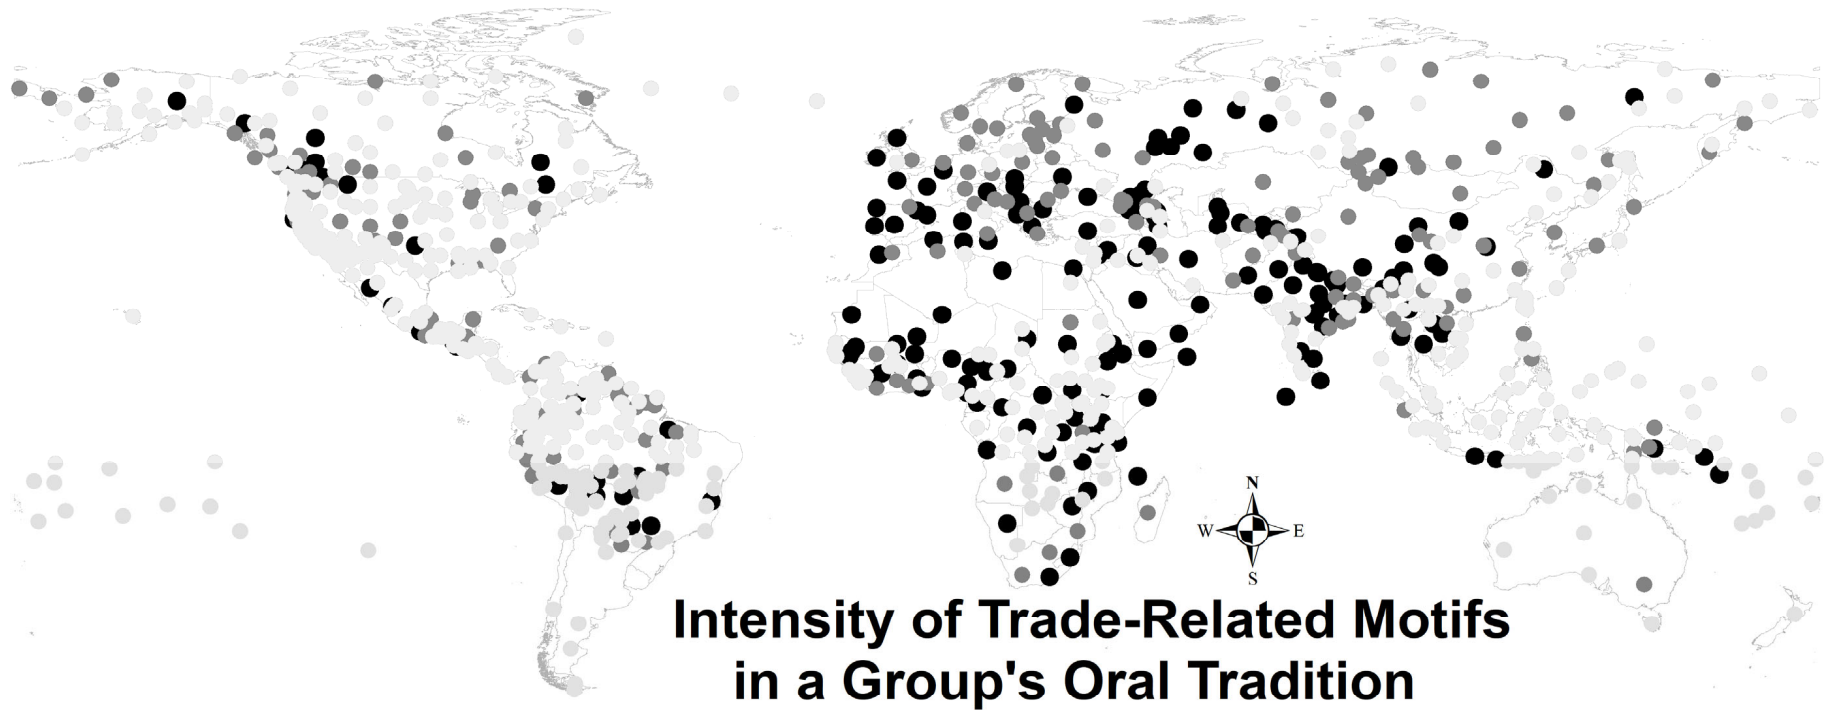 N
W E
S
Intensity of Trade-Related Motifs
in a Group's Oral Tradition